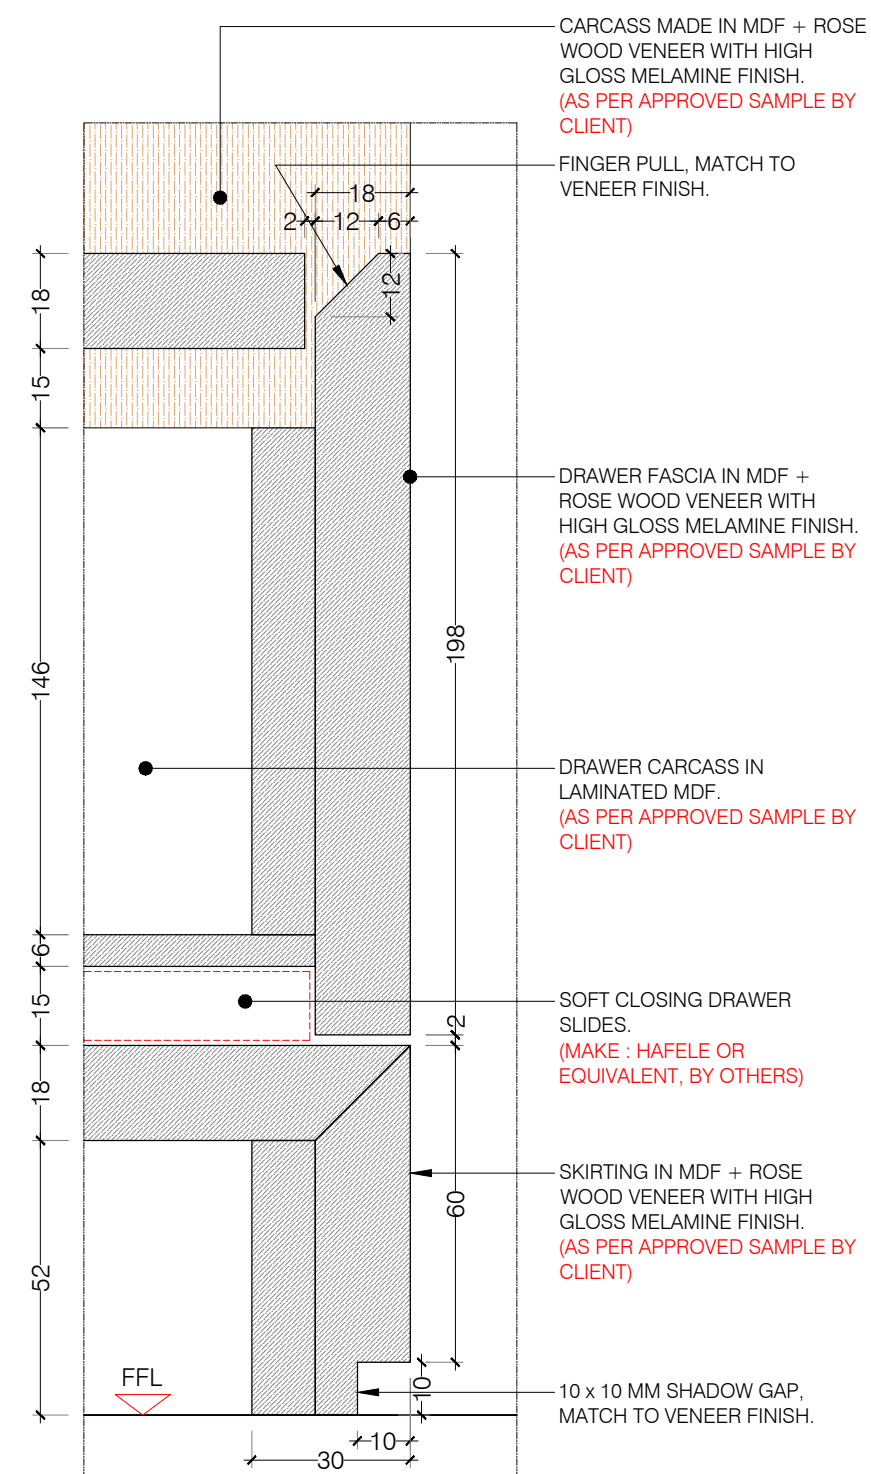 CARCASS MADE IN MDF + ROSE
WOOD VENEER WITH HIGH
GLOSS MELAMINE FINISH.
(AS PER APPROVED SAMPLE BY
CLIENT)
FINGER PULL, MATCH TO
VENEER FINISH.
18
2
12
6
12
18
15
DRAWER FASCIA IN MDF +
ROSE WOOD VENEER WITH
HIGH GLOSS MELAMINE FINISH.
(AS PER APPROVED SAMPLE BY
CLIENT)
198
146
DRAWER CARCASS IN
LAMINATED MDF.
(AS PER APPROVED SAMPLE BY
CLIENT)
6
15
2
SOFT CLOSING DRAWER
SLIDES.
(MAKE : HAFELE OR
EQUIVALENT, BY OTHERS)
18
60
SKIRTING IN MDF + ROSE
WOOD VENEER WITH HIGH
GLOSS MELAMINE FINISH.
(AS PER APPROVED SAMPLE BY
CLIENT)
52
FFL
10
10 x 10 MM SHADOW GAP,
MATCH TO VENEER FINISH.
10
30